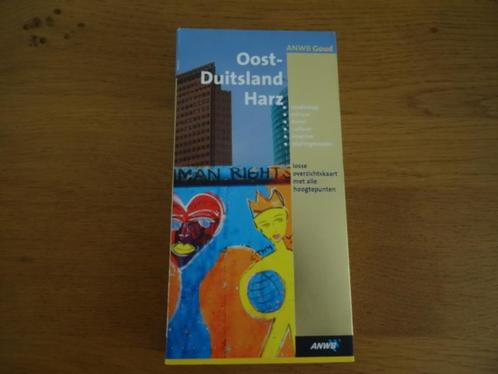 ANWB Goud
Oost-
Duitsland
Harz
losse
overzichtskaart
met alle
hoogtepunten
MAN RIGHTS
ANWB